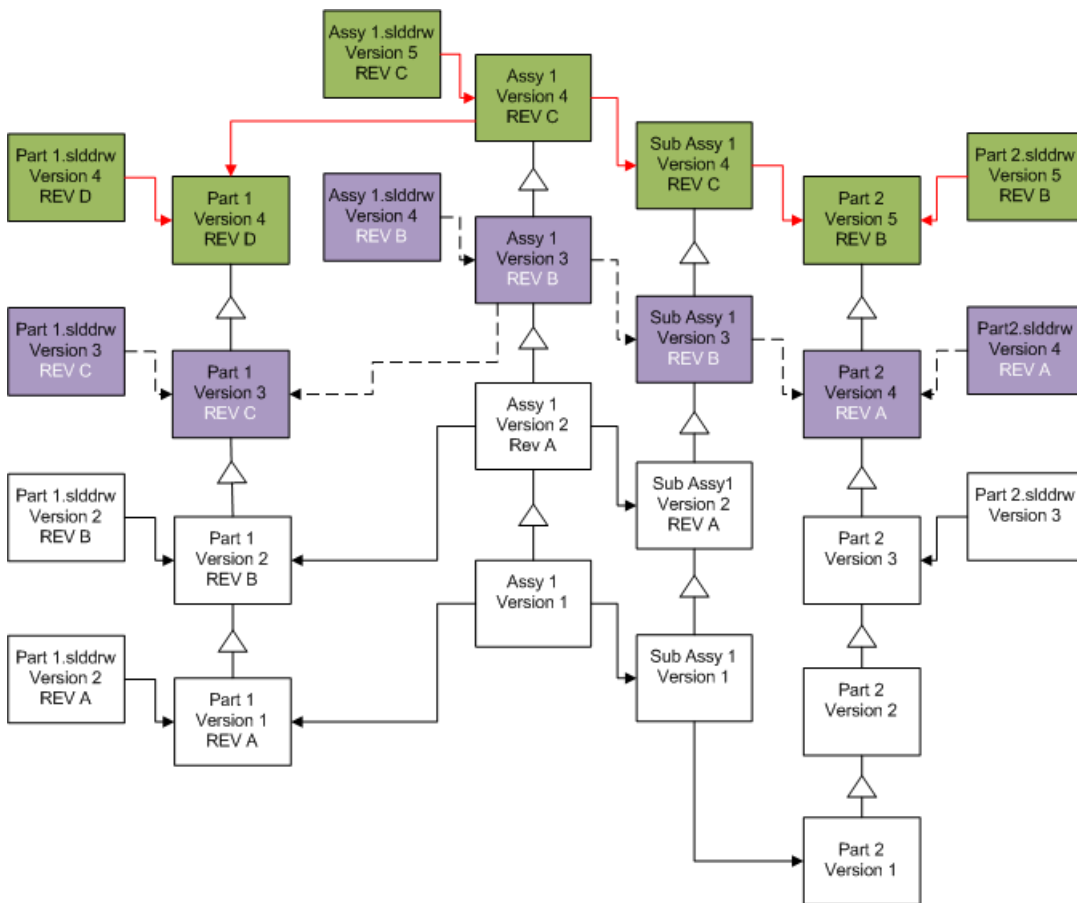 Assy 1.slddrw
Version 5
REV C
Assy 1
Version 4
REV C
Part 1.slddrw
Version 4
REV D
Part 1
Version 4
REV D
Assy 1.slddrw
Version 4
REV B
Assy 1
Version 3
REV B
Sub Assy 1
Version 4
REV C
Part 2
Version 5
REV B
Part 2.slddrw
Version 5
REV B
Part 1.slddrw
Version 3
REV C
Part 1
Version 3
REV C
Sub Assy 1
Version 3
REV B
Part 2
Version 4
REV A
Part2.slddrw
Version 4
REV A
Assy 1
Version 2
Rev A
Part 1.slddrw
Version 2
REV B
Part 1
Version 2
REV B
Sub Assy1
Version 2
REV A
Part 2
Version 3
Part 2.slddrw
Version 3
Assy 1
Version 1
Part 1.slddrw
Version 2
REV A
Part 1
Version 1
REV A
Sub Assy 1
Version 1
Part 2
Version 2
Part 2
Version 1